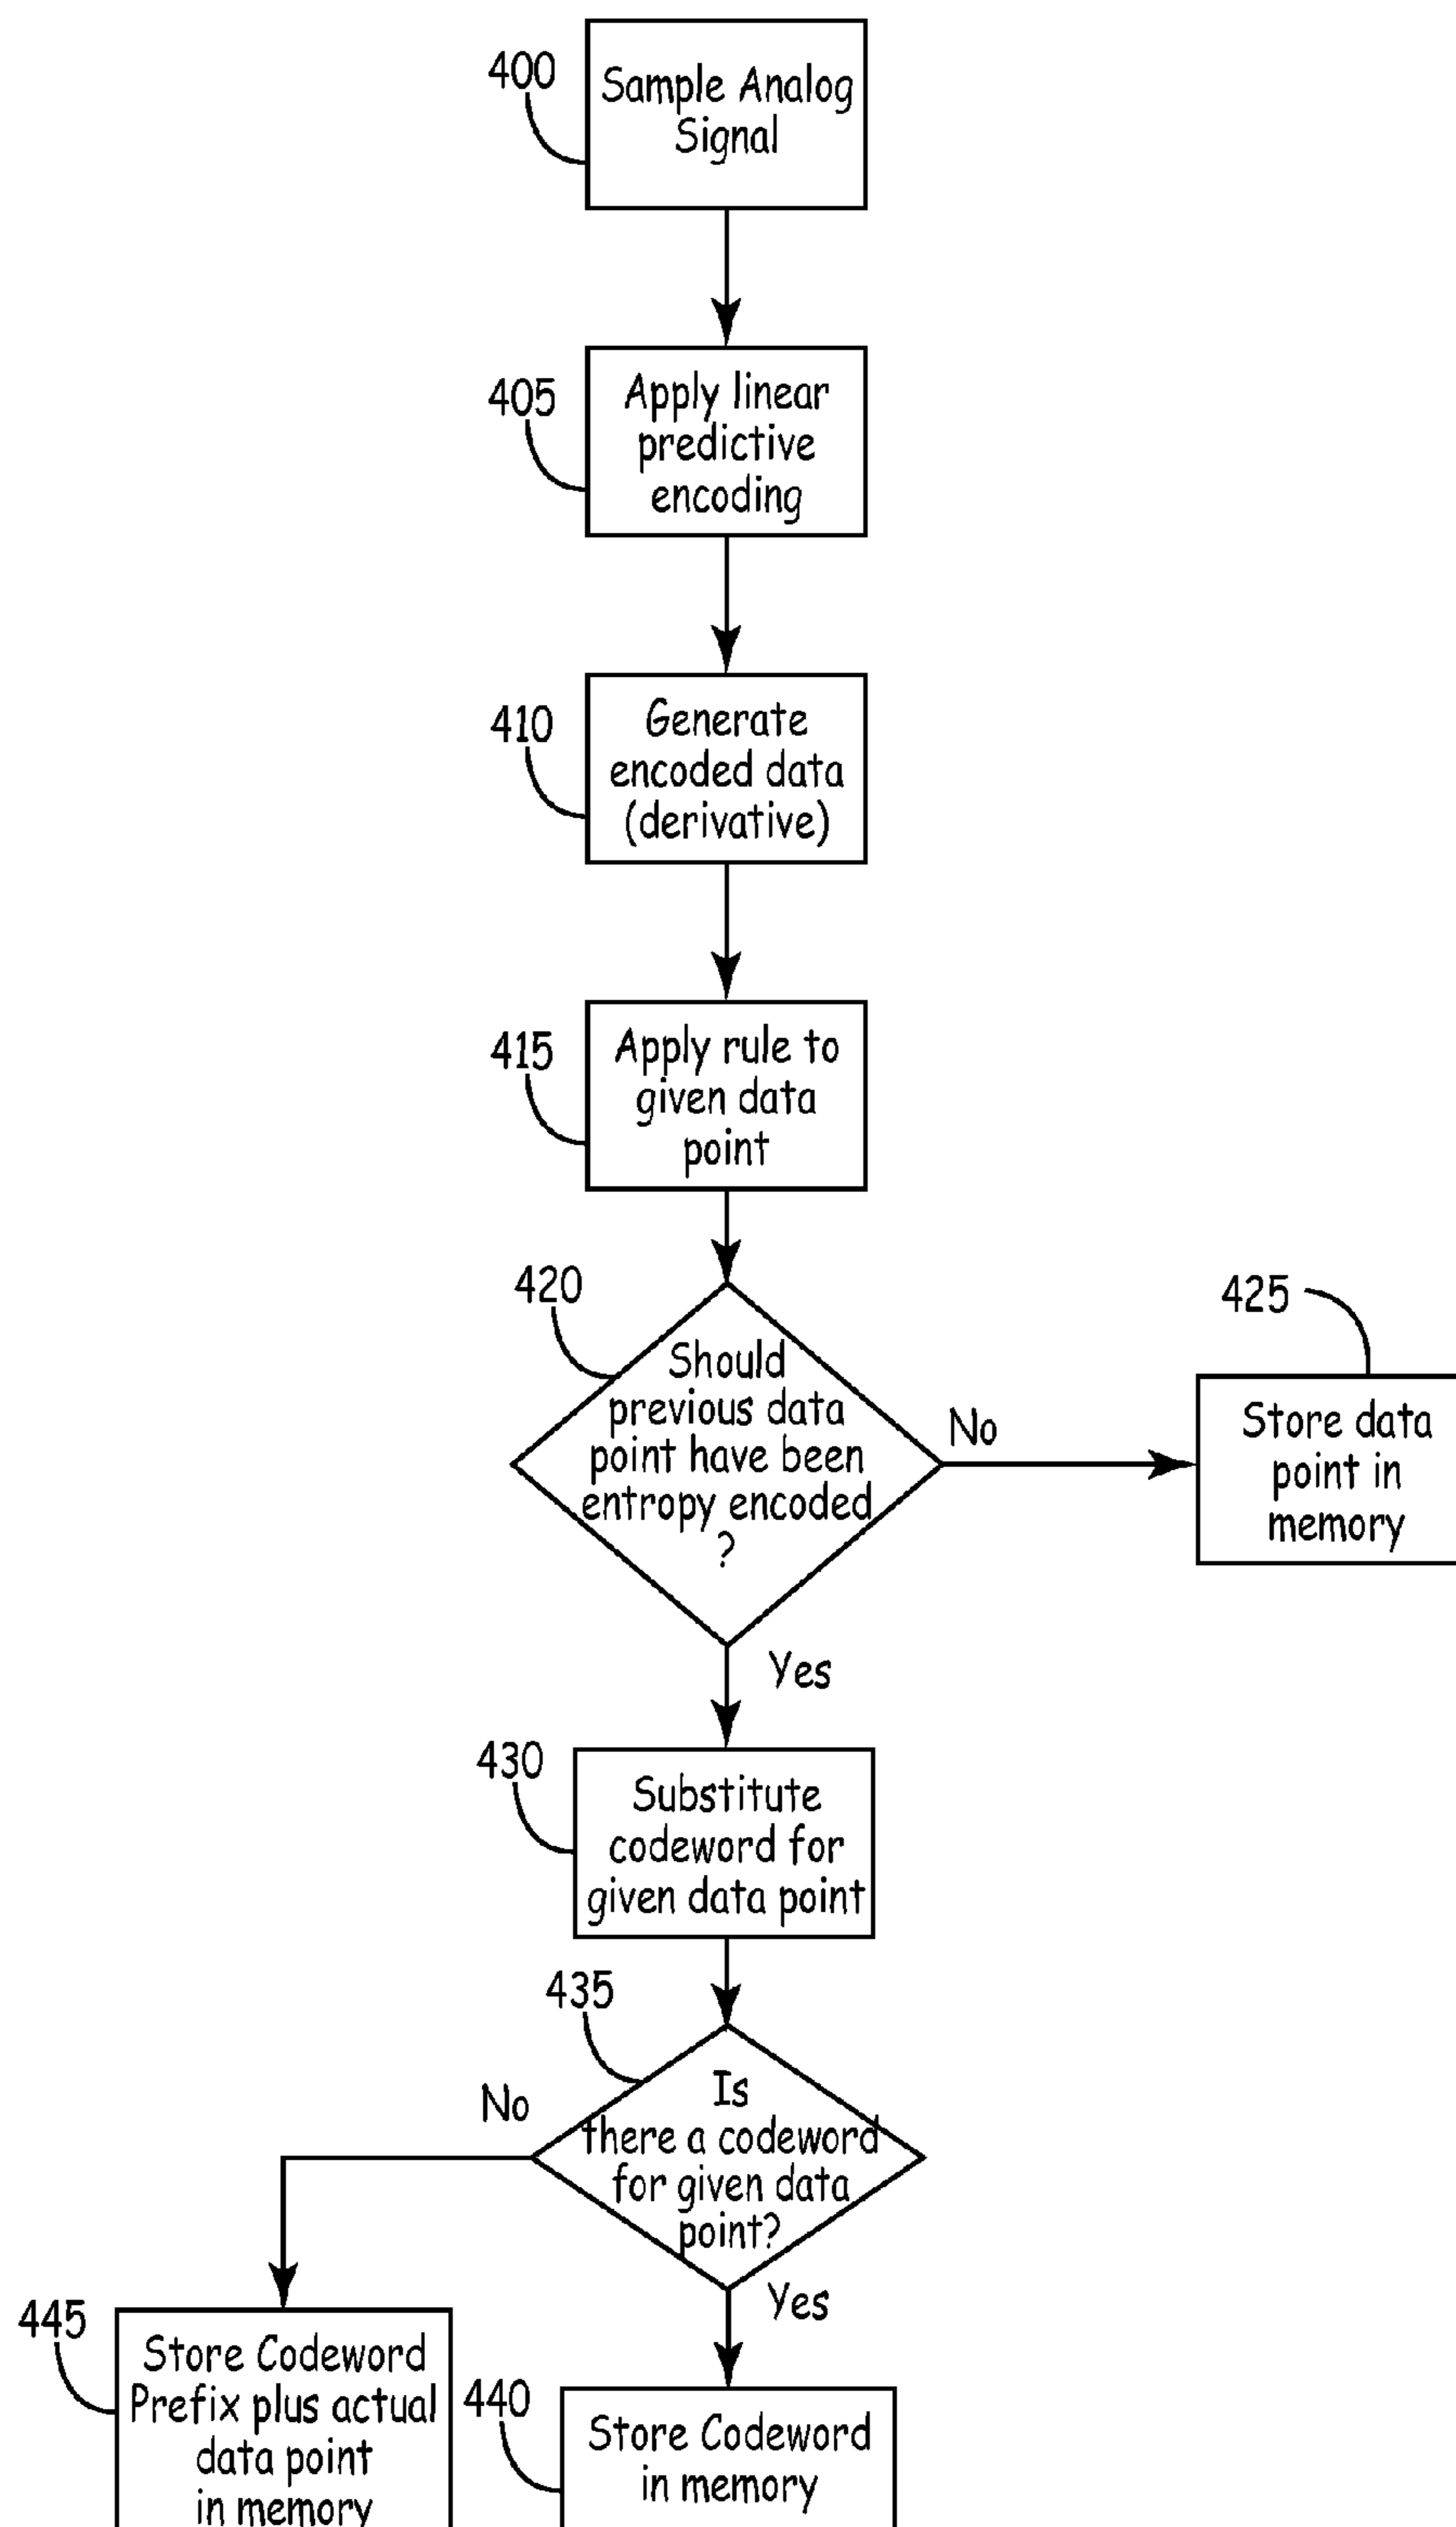 400
Sample Analog
Signal
405
Apply linear
predictive
encoding
410
Generate
encoded data
(derivative)
415
Apply rule to
given data
point
420
Should
previous data
point have been
entropy encoded
?
No
425
Store data
point in
memory
Yes
430
Substitute
codeword for
given data point
435
Is
there a codeword
for given data
point?
No
Yes
445
Store Codeword
Prefix plus actual
data point
in memory
440
Store Codeword
in memory